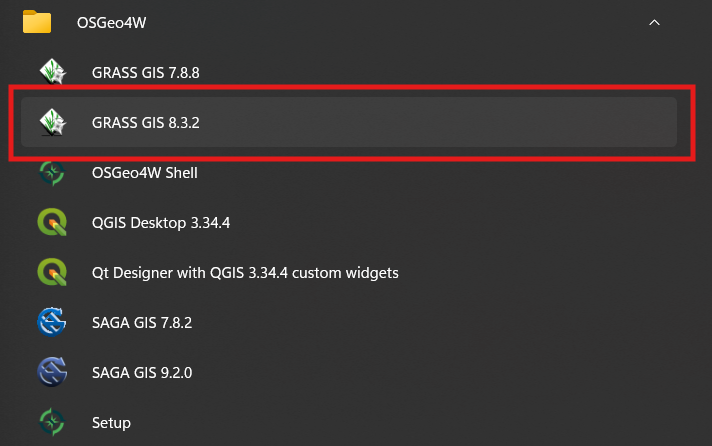 OSGeo4W
GRASS GIS 7.8.8
GRASS GIS 8.3.2
OSGeo4W Shell
QGIS Desktop 3.34.4
Qt Designer with QGIS 3.34.4 custom widgets
SAGA GIS 7.8.2
SAGA GIS 9.2.0
Setup